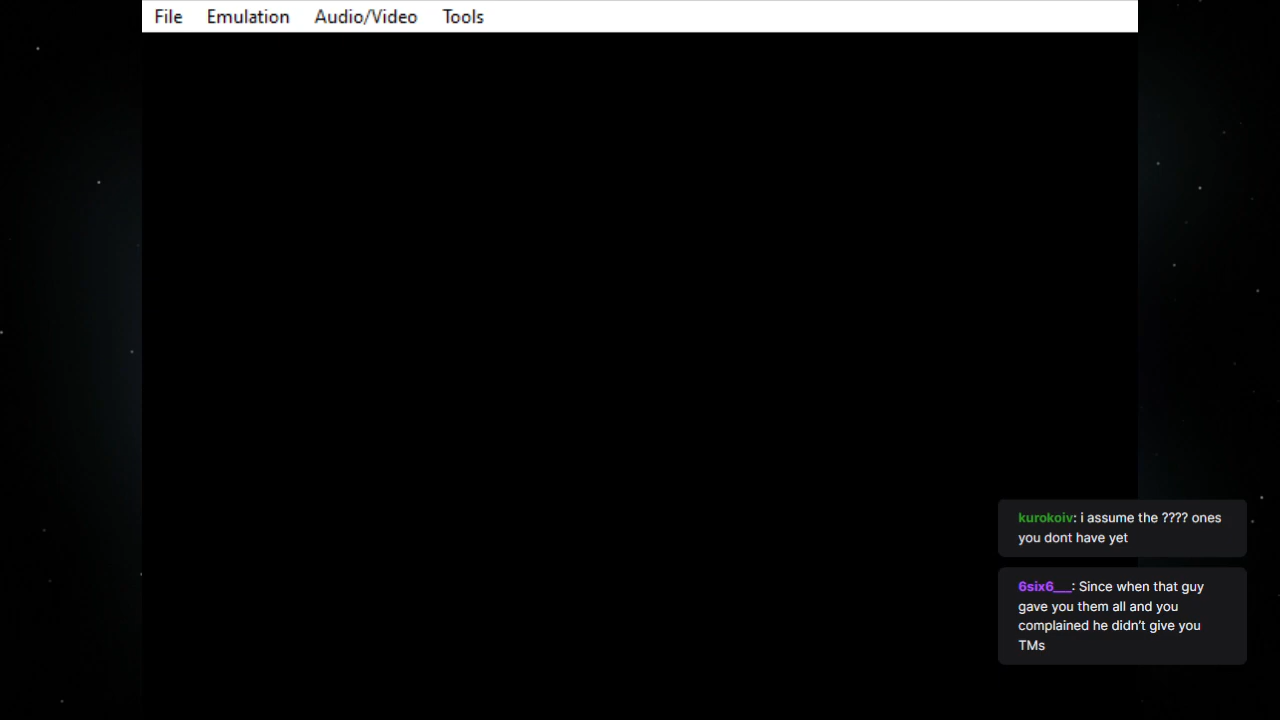 File Emulation Audio/Video Tools
kurokoiv: i assume the ???? ones
you dont have yet
6six6__: Since when that guy
gave you them all and you
complained he didn’t give you
TMs